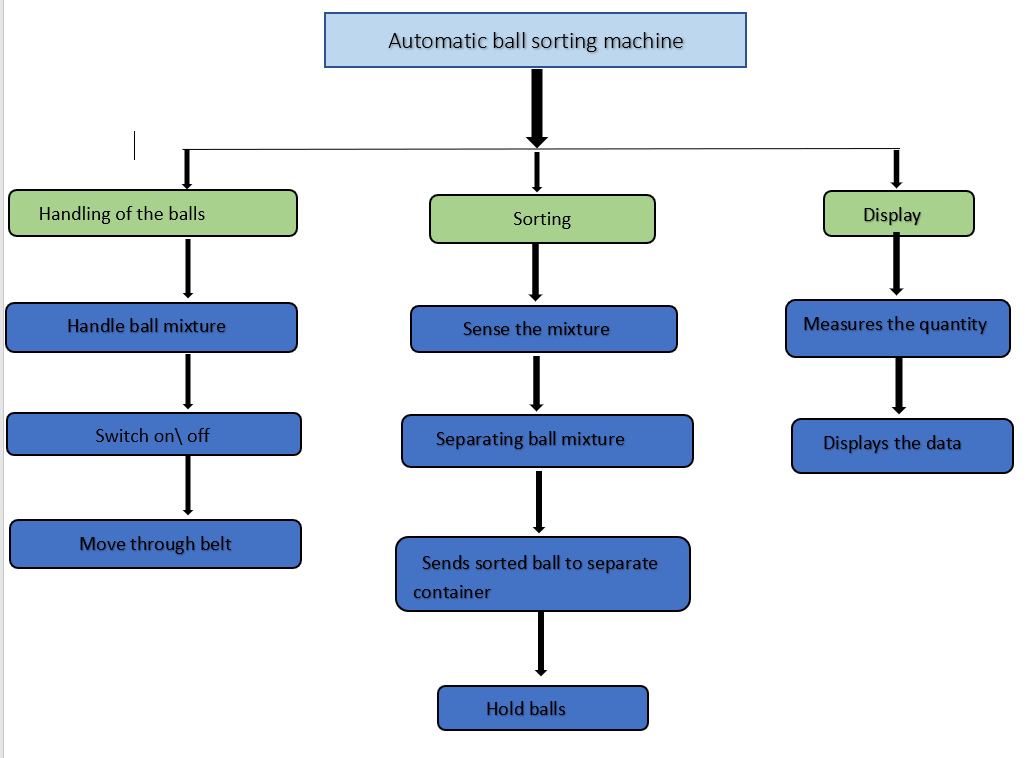 Automatic ball sorting machine
Handling of the balls
Sorting
Display
Handle ball mixture
Sense the mixture
Measures the quantity
Switch on\ off
Separating ball mixture
Displays the data
Move through belt
Sends sorted ball to separate
container
Hold balls